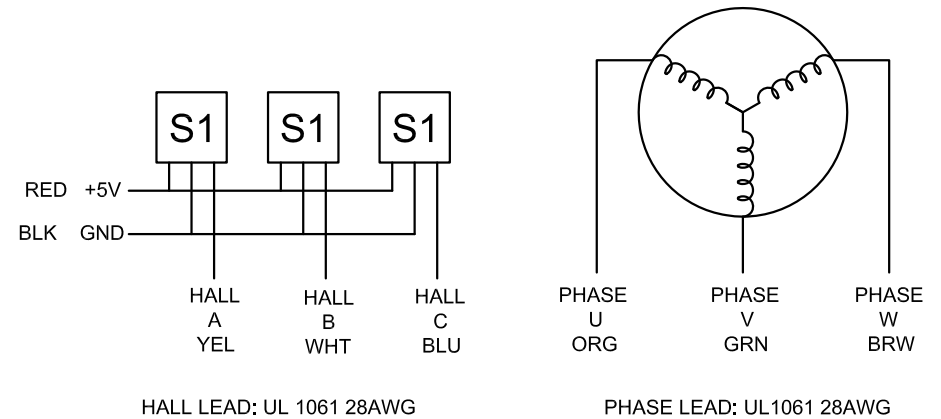 S1 S1 S1
RED +5V
BLK GND
HALL A YEL
HALL B WHT
HALL C BLU
PHASE U ORG
PHASE V GRN
PHASE W BRW
HALL LEAD: UL 1061 28AWG
PHASE LEAD: UL1061 28AWG